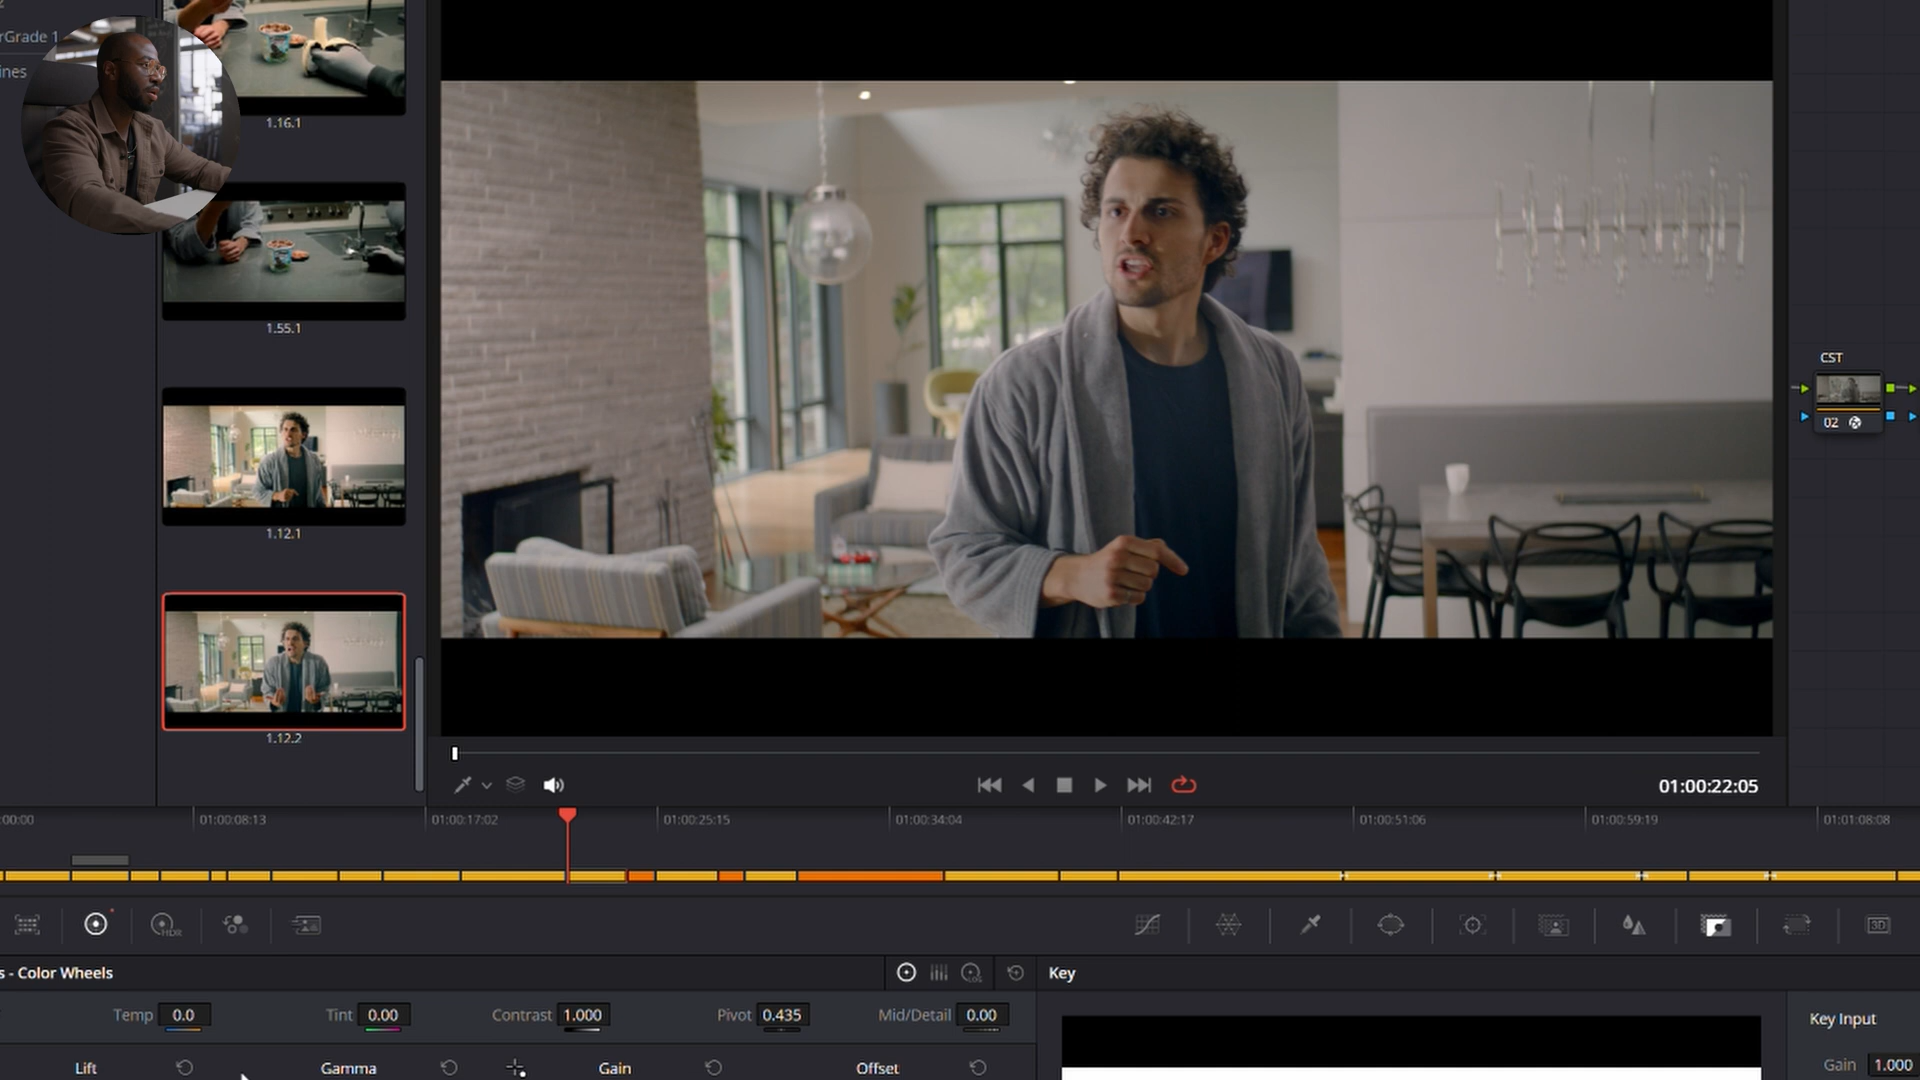 rGrade 1
ines
1.16.1
1.55.1
1.12.1
1.12.2
CST
02
01:00:22:05
:00:00
01:00:08:13
01:00:17:02
01:00:25:15
01:00:34:04
01:00:42:17
01:00:51:06
01:00:59:19
01:01:08:08
HDR
3D
s - Color Wheels
LOG
Key
Temp 0.0
Tint 0.00
Contrast 1.000
Pivot 0.435
Mid/Detail 0.00
Key Input
Lift
Gamma
Gain
Offset
Gain 1.000